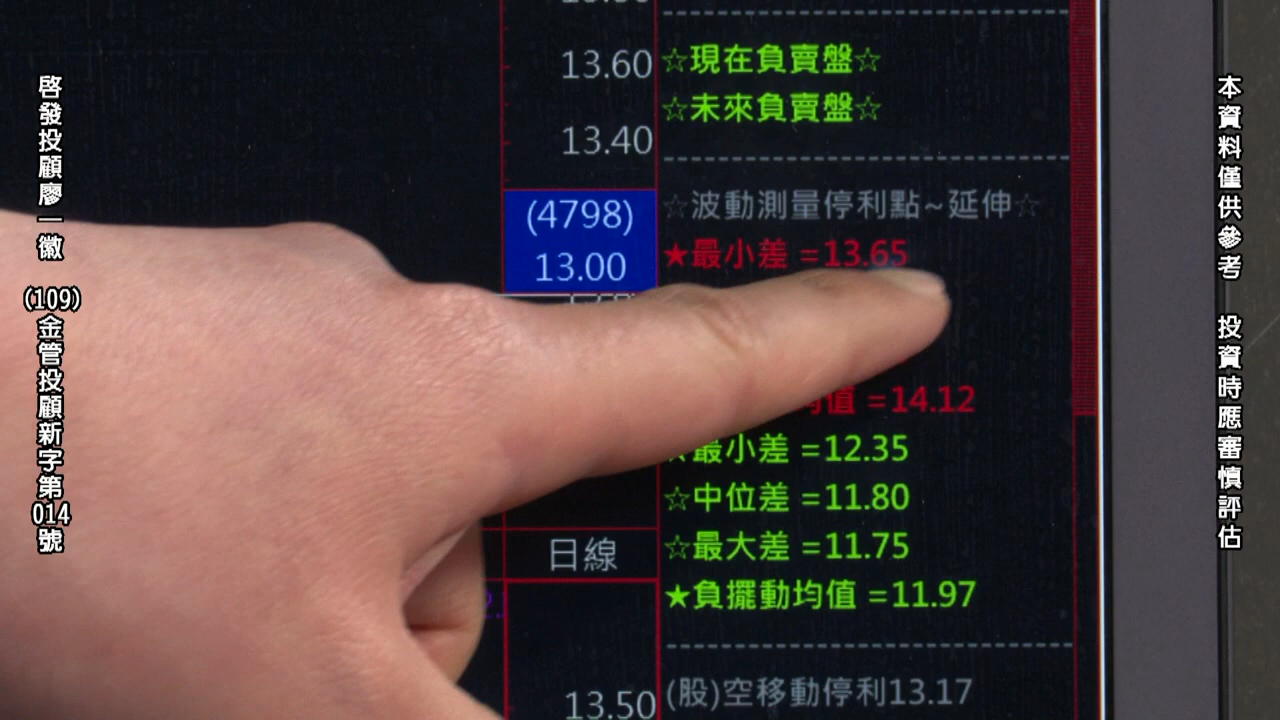 啓發投顧廖一徽 (109)金管投顧新字第014號
13.60
13.40
(4798)
13.00
日線
13.50
☆現在負賣盤☆
☆未來負賣盤☆
☆波動測量停利點~延伸☆
★最小差 =13.65
均值 =14.12
最小差 =12.35
☆中位差 =11.80
☆最大差 =11.75
★負擺動均值 =11.97
(股)空移動停利13.17
本資料僅供參考 投資時應審慎評估